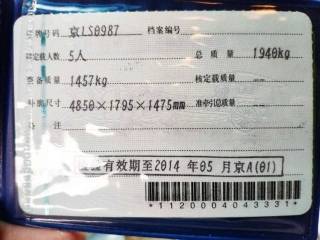 号牌号码 京LS0987 档案编号
核定载人数 5人 总质量 1940kg
整备质量 1457kg 核定载质量 --
外廓尺寸 4850×1795×1475mm 准牵引总质量 --
备注
有效期至2014年05月京A(01)
*1120004043331*